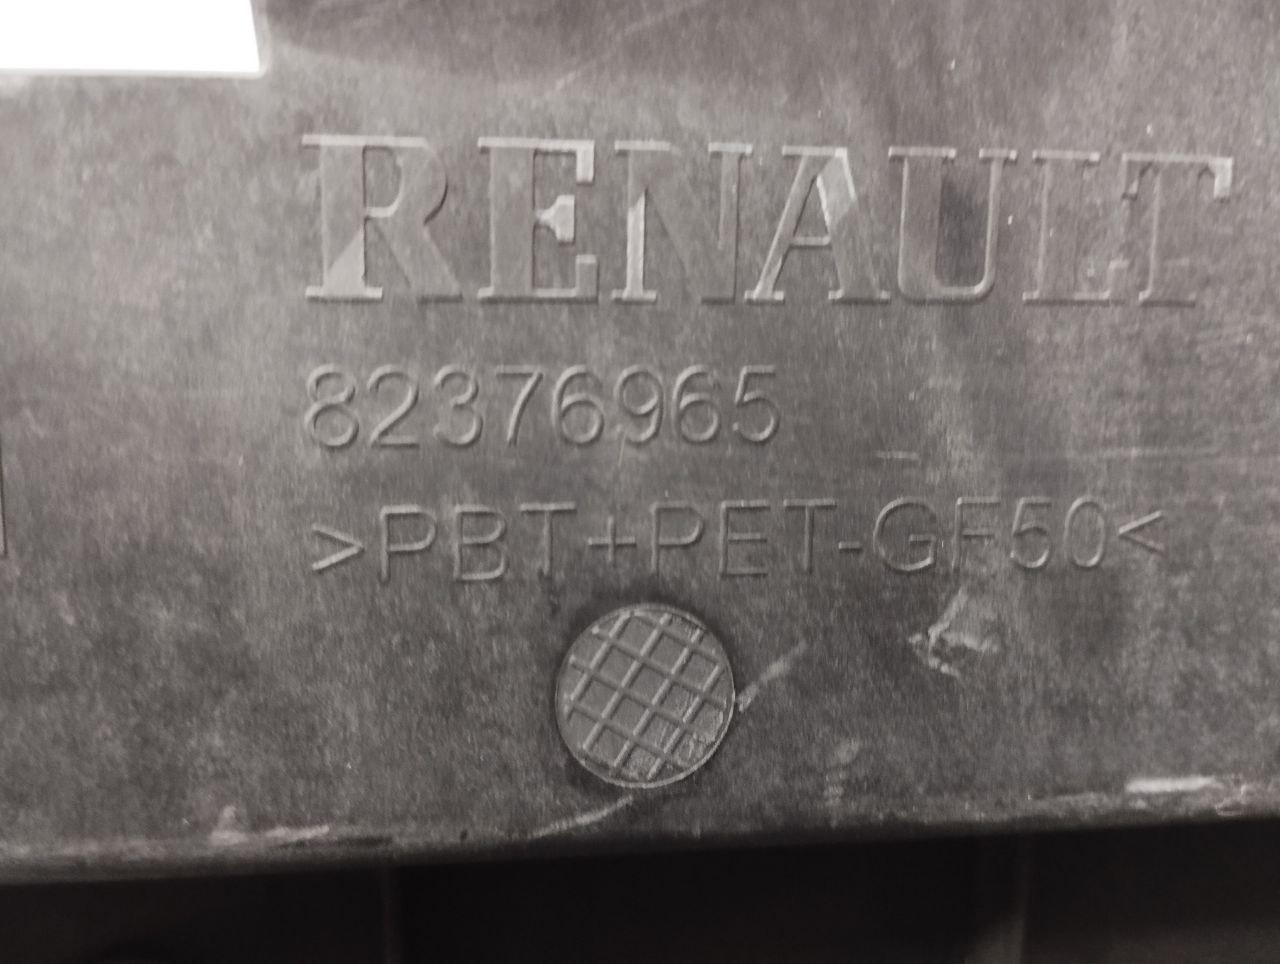 RENAULT
82376965
>PBT+PET-GF50<